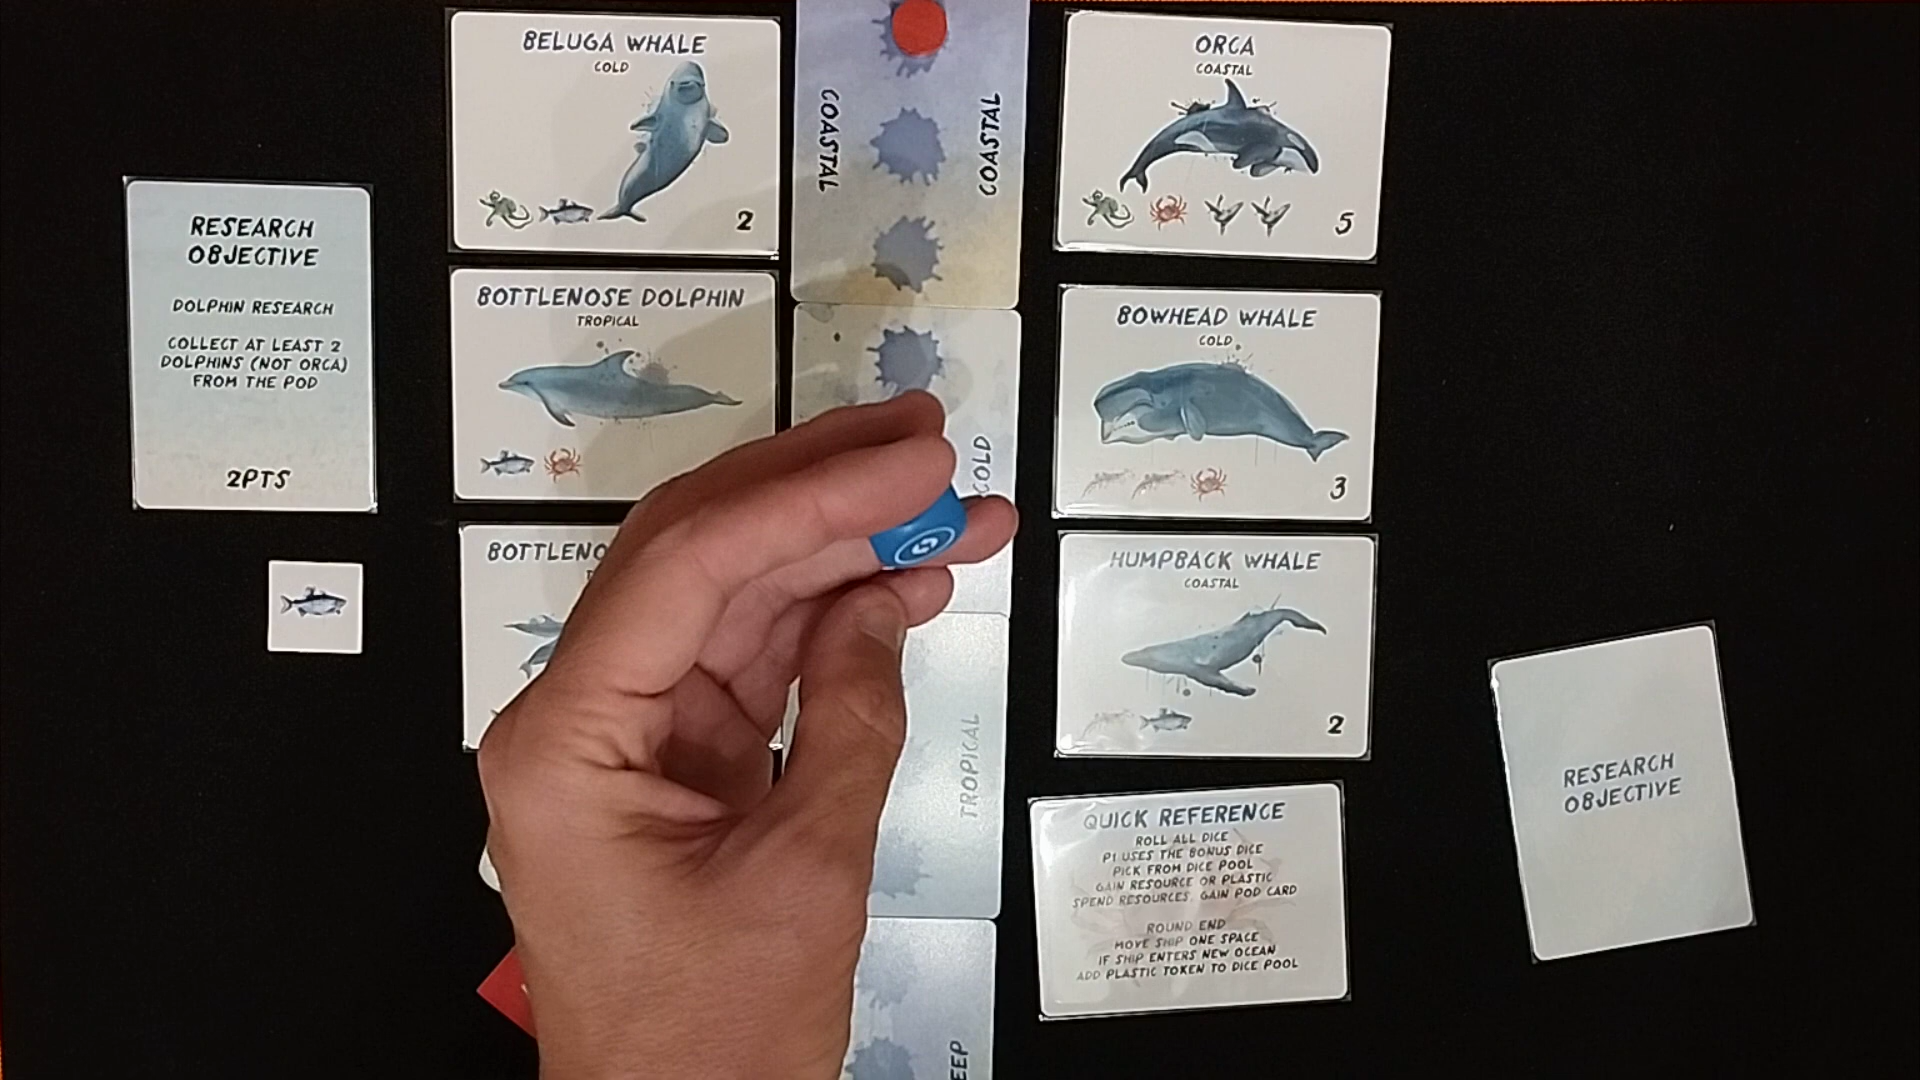 BELUGA WHALE
COLD
2
COASTAL
COASTAL
ORCA
COASTAL
5
RESEARCH
OBJECTIVE
DOLPHIN RESEARCH
COLLECT AT LEAST 2
DOLPHINS (NOT ORCA)
FROM THE POD
2PTS
BOTTLENOSE DOLPHIN
TROPICAL
COLD
BOWHEAD WHALE
COLD
3
BOTTLENO
HUMPBACK WHALE
COASTAL
2
TROPICAL
QUICK REFERENCE
ROLL ALL DICE
P1 USES THE BONUS DICE
PICK FROM DICE POOL
GAIN RESOURCE OR PLASTIC
SPEND RESOURCES, GAIN POD CARD
ROUND END
MOVE SHIP ONE SPACE
IF SHIP ENTERS NEW OCEAN
ADD PLASTIC TOKEN TO DICE POOL
RESEARCH
OBJECTIVE
EEP